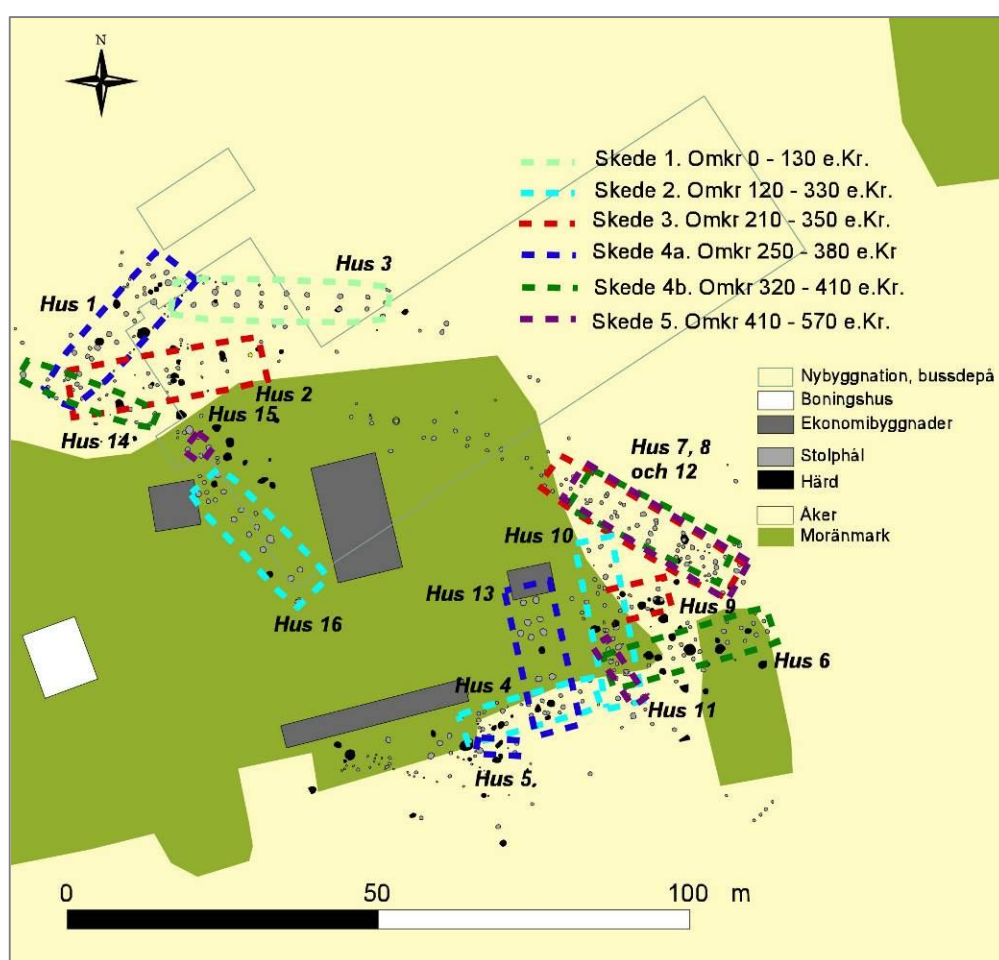 N
Skede 1. Omkr 0 - 130 e.Kr.
Skede 2. Omkr 120 - 330 e.Kr.
Skede 3. Omkr 210 - 350 e.Kr.
Skede 4a. Omkr 250 - 380 e.Kr
Skede 4b. Omkr 320 - 410 e.Kr.
Skede 5. Omkr 410 - 570 e.Kr.
Hus 3
Hus 1
Nybyggnation, bussdepå
Boningshus
Ekonomibyggnader
Stolphål
Härd
Åker
Moränmark
Hus 2
Hus 15
Hus 14
Hus 7, 8
och 12
Hus 10
Hus 13
Hus 9
Hus 16
Hus 6
Hus 4
Hus 11
Hus 5
0 50 100 m